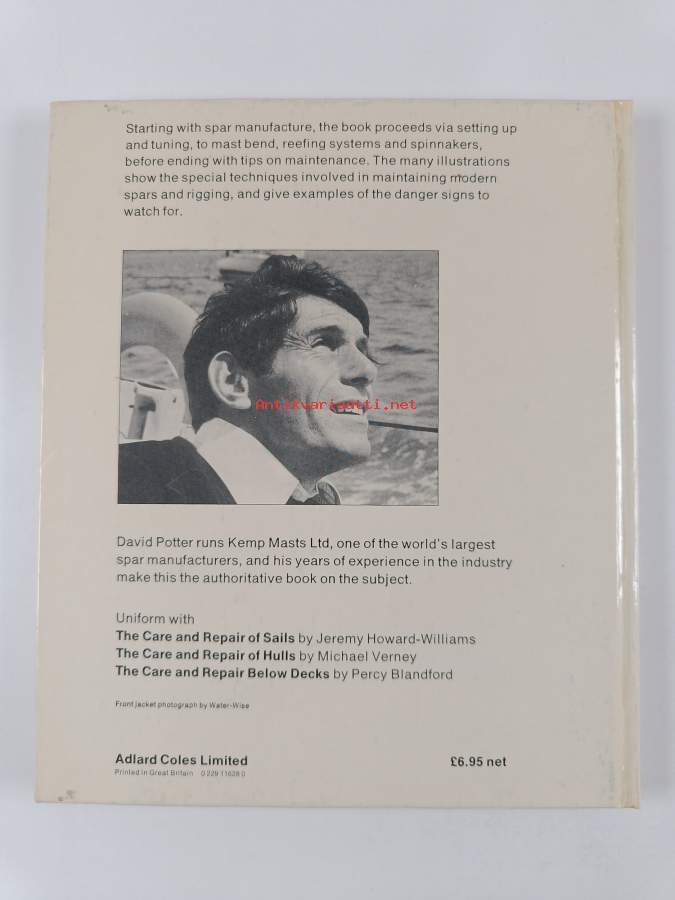 Starting with spar manufacture, the book proceeds via setting up
and tuning, to mast bend, reefing systems and spinnakers,
before ending with tips on maintenance. The many illustrations
show the special techniques involved in maintaining modern
spars and rigging, and give examples of the danger signs to
watch for.
Antikvariaatti.net
David Potter runs Kemp Masts Ltd, one of the world's largest
spar manufacturers, and his years of experience in the industry
make this the authoritative book on the subject.
Uniform with
The Care and Repair of Sails by Jeremy Howard-Williams
The Care and Repair of Hulls by Michael Verney
The Care and Repair Below Decks by Percy Blandford
Front jacket photograph by Water-Wise
Adlard Coles Limited £6.95 net
Printed in Great Britain 0 229 11628 0